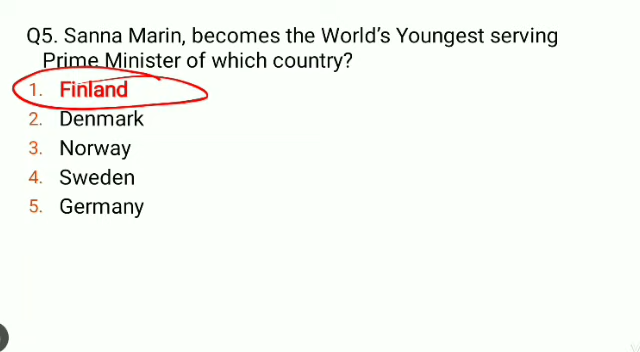 Q5. Sanna Marin, becomes the World's Youngest serving
Prime Minister of which country?
1. Finland
2. Denmark
3. Norway
4. Sweden
5. Germany